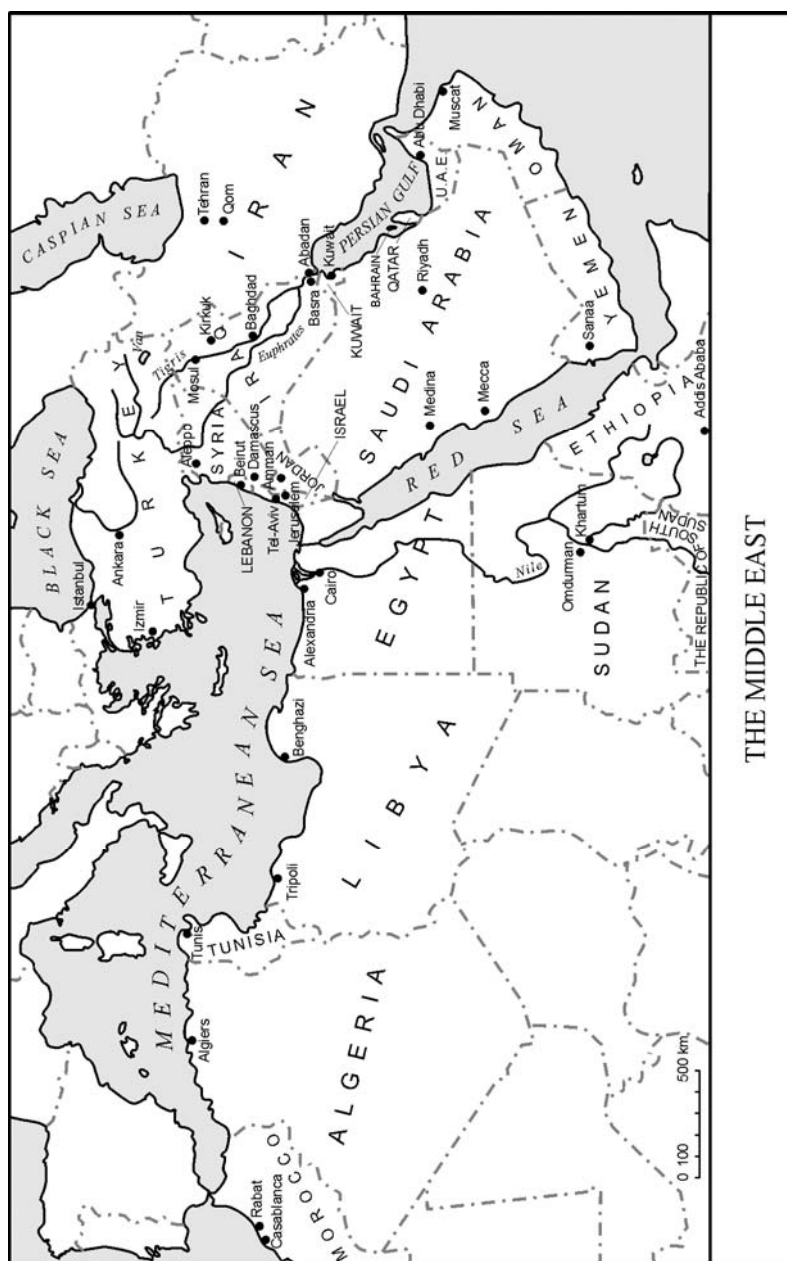 BLACK SEA
CASPIAN SEA
Istanbul
Ankara
Izmir
TURKEY
Van
Tigris
Mosul
Kirkuk
Tehran
Qom
IRAN
Aleppo
SYRIA
IRAQ
Baghdad
Euphrates
Beirut
Damascus
LEBANON
Amman
Tel-Aviv
Jeruselem
JORDAN
ISRAEL
Basra
Abadan
Kuwait
KUWAIT
PERSIAN GULF
BAHRAIN
QATAR
Abu Dhabi
U.A.E.
Muscat
OMAN
Riyadh
SAUDI ARABIA
Medina
Mecca
YEMEN
Sanaa
RED SEA
MEDITERRANEAN SEA
Algiers
Tunis
TUNISIA
Tripoli
Benghazi
Alexandria
Cairo
EGYPT
LIBYA
ALGERIA
Rabat
Casablanca
MOROCCO
Nile
Omdurman
Khartum
SUDAN
THE REPUBLIC OF
SOUTH
SUDAN
ETHIOPIA
Addis Ababa
0 100 500 km
THE MIDDLE EAST